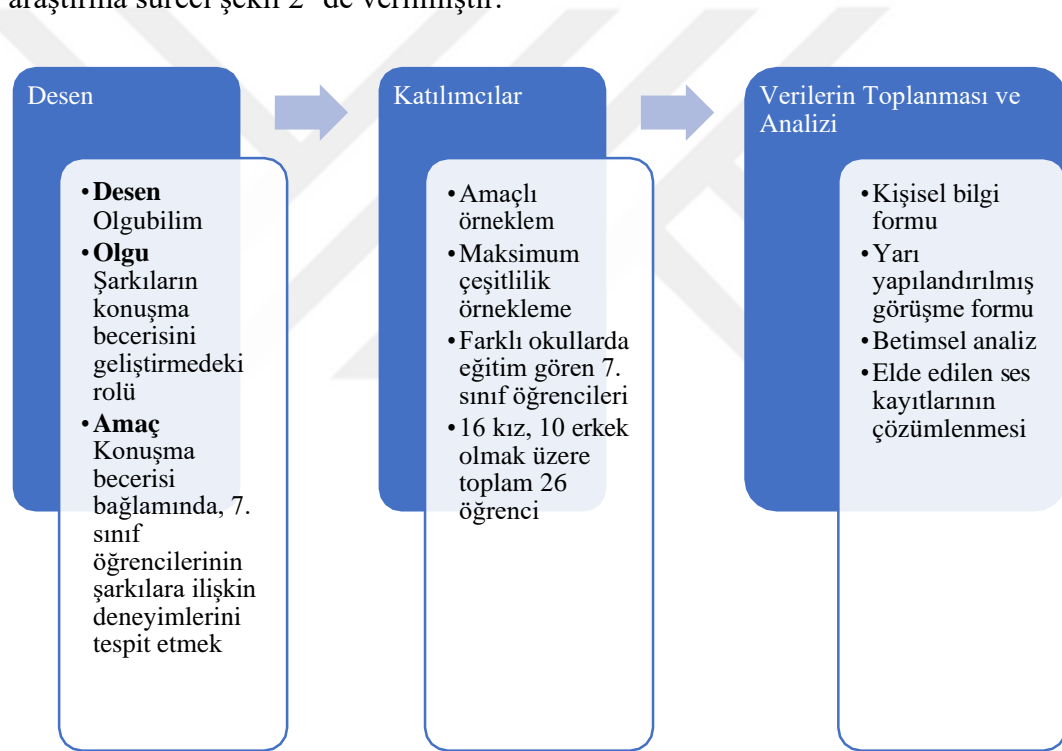 araştırma süreci şekil 2’ de verilmiştir.
Desen
•Desen
Olgubilim
•Olgu
Şarkıların
konuşma
becerisini
geliştirmedeki
rolü
•Amaç
Konuşma
becerisi
bağlamında, 7.
sınıf
öğrencilerinin
şarkılara ilişkin
deneyimlerini
tespit etmek
Katılımcılar
•Amaçlı
örneklem
•Maksimum
çeşitlilik
örnekleme
•Farklı okullarda
eğitim gören 7.
sınıf öğrencileri
•16 kız, 10 erkek
olmak üzere
toplam 26
öğrenci
Verilerin Toplanması ve
Analizi
•Kişisel bilgi
formu
•Yarı
yapılandırılmış
görüşme formu
•Betimsel analiz
•Elde edilen ses
kayıtlarının
çözümlenmesi